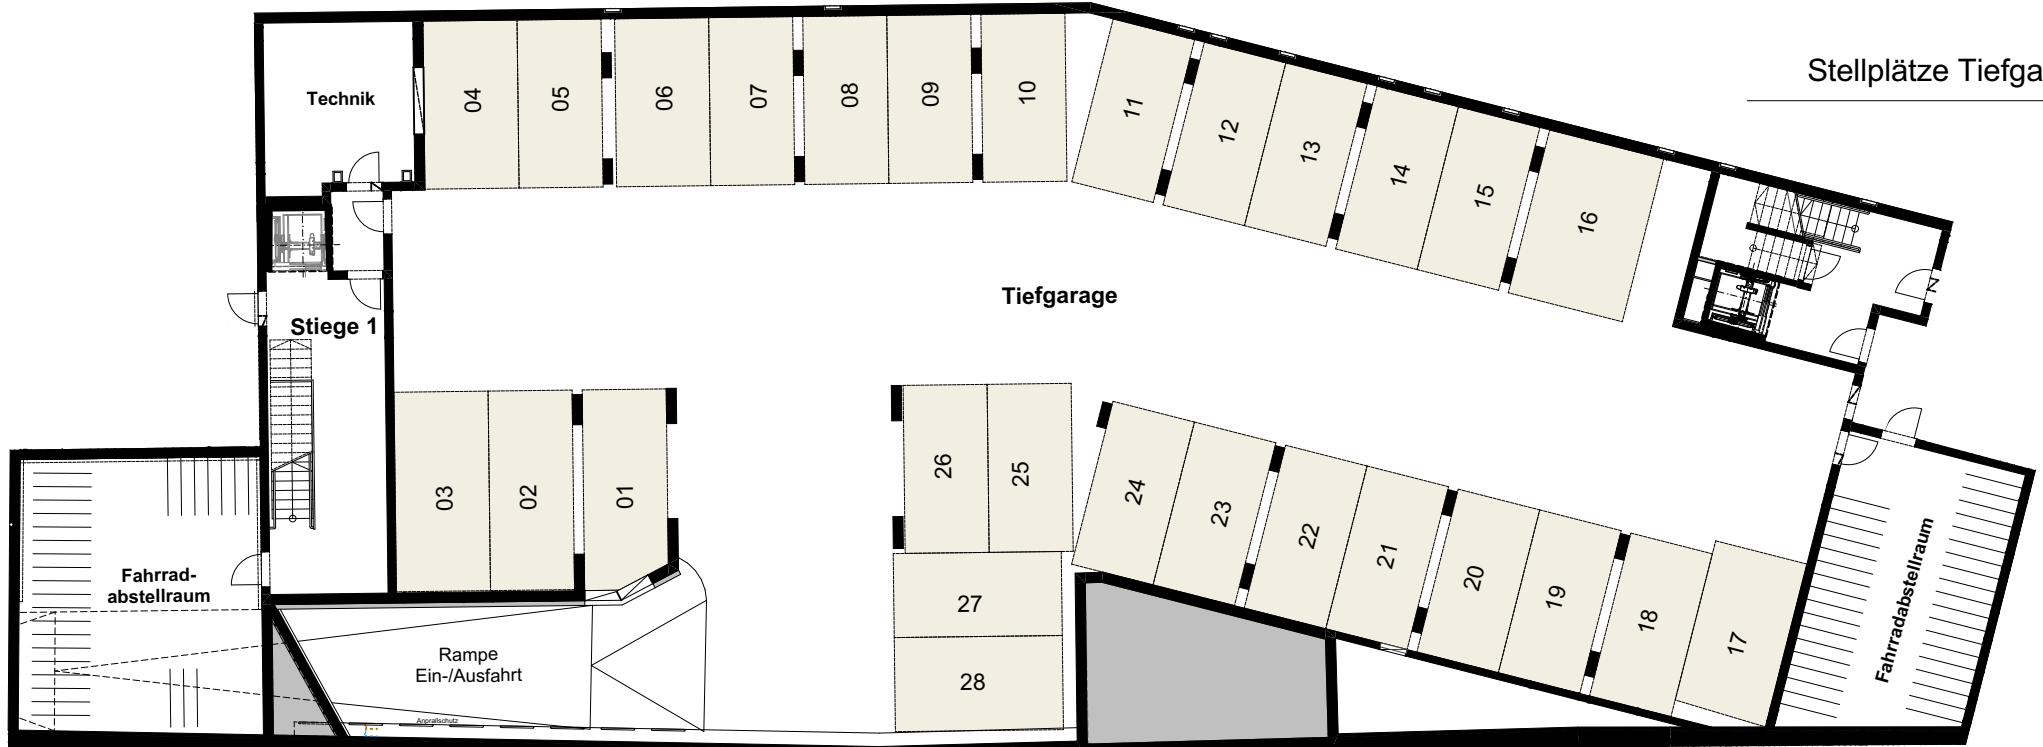 Stellplätze Tiefga
Technik
04
05
06
07
08
09
10
11
12
13
14
15
16
Tiefgarage
Stiege 1
03
02
01
26
25
24
23
22
21
20
19
18
17
27
28
Fahrrad-
abstellraum
Rampe
Ein-/Ausfahrt
Anprallschutz
Fahrradabstellraum